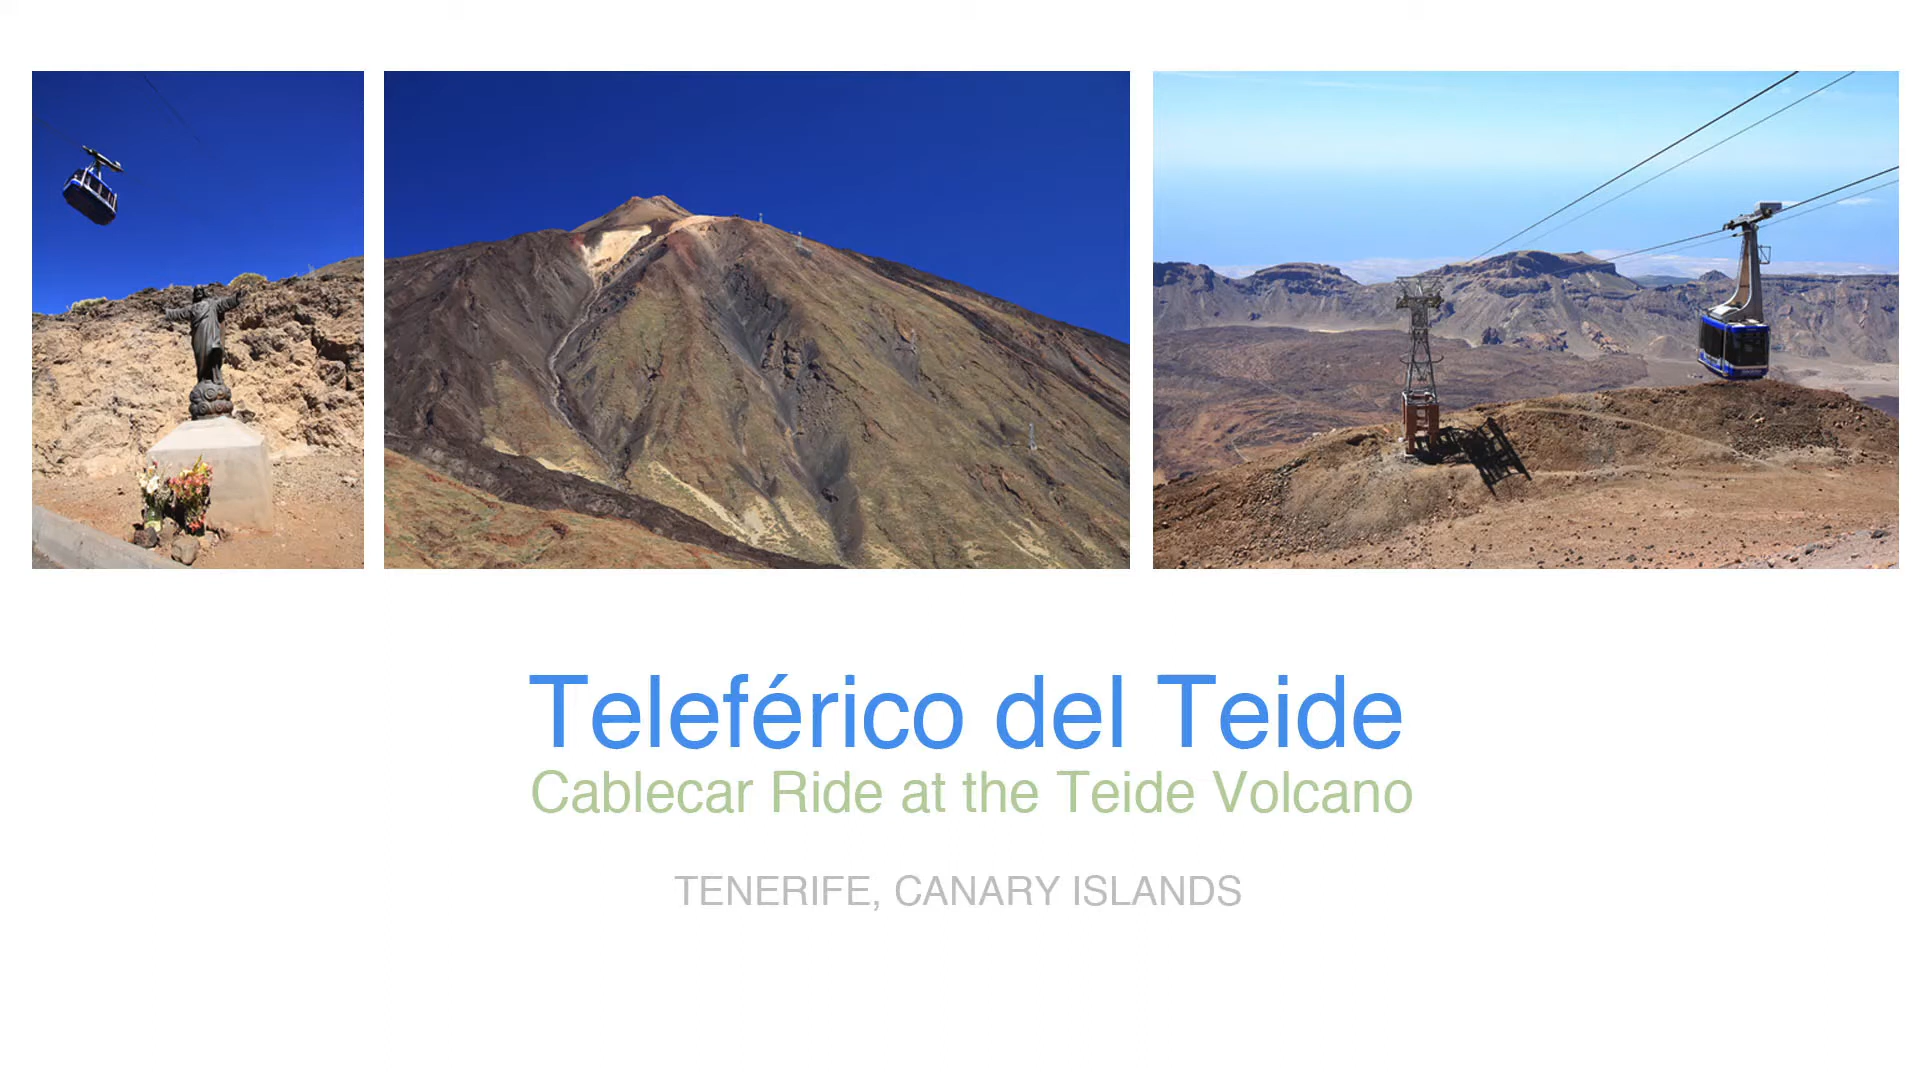 Teleférico del Teide
Cablecar Ride at the Teide Volcano
TENERIFE, CANARY ISLANDS